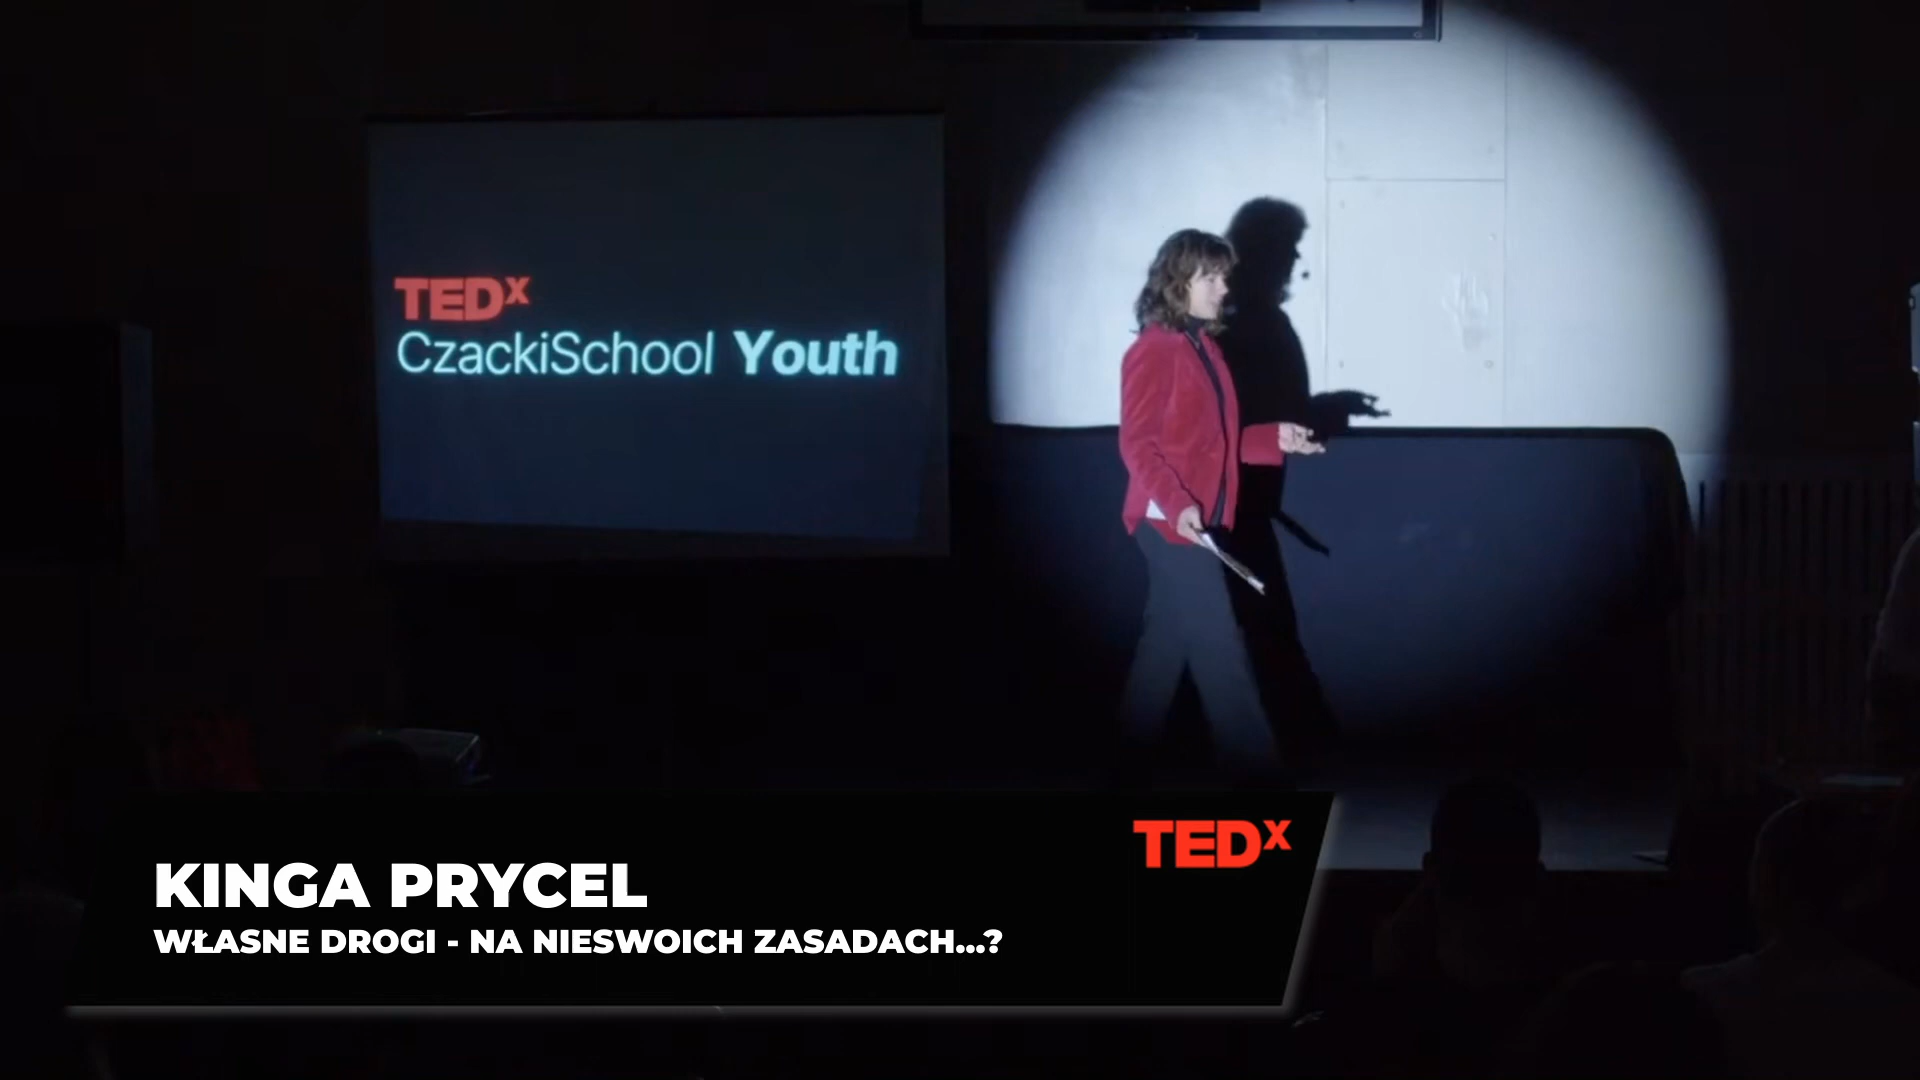 TEDx
CzackiSchool Youth
TEDx
KINGA PRYCEL
WŁASNE DROGI - NA NIESWOICH ZASADACH...?